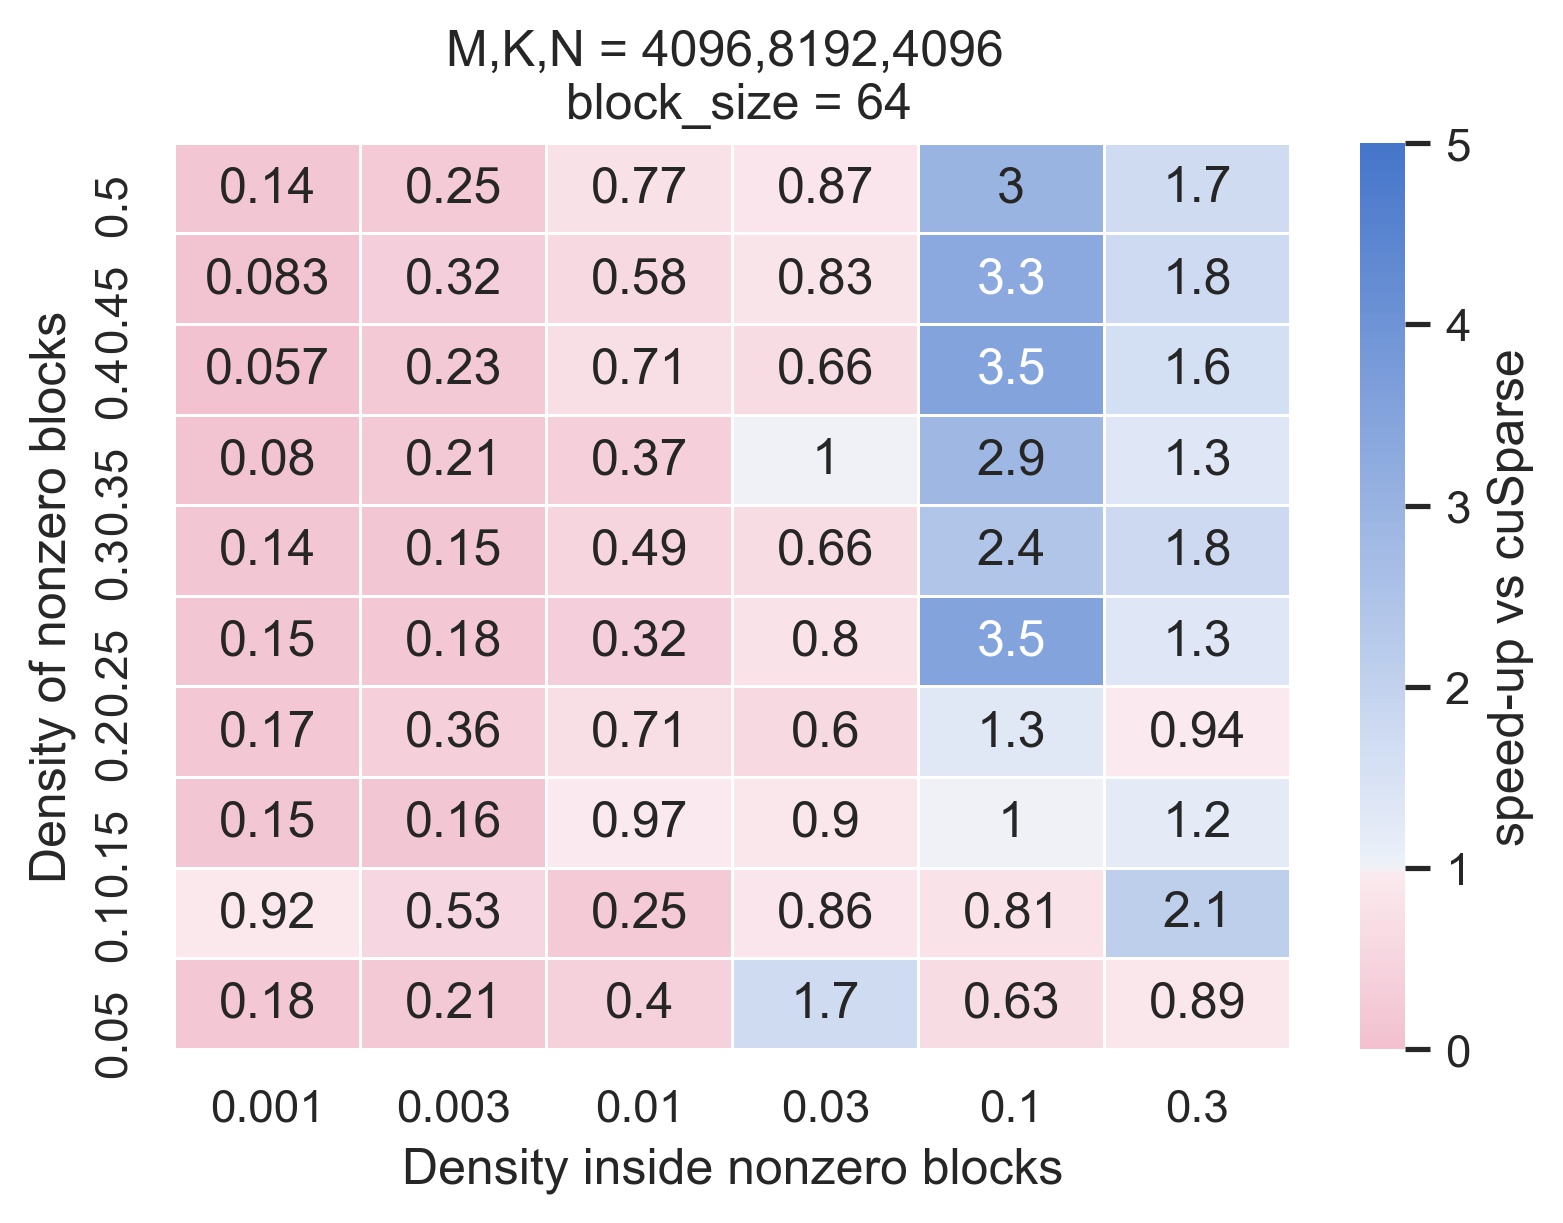 M,K,N = 4096,8192,4096
block_size = 64
Density of nonzero blocks
0.5 0.14 0.25 0.77 0.87 3 1.7
0.45 0.083 0.32 0.58 0.83 3.3 1.8
0.4 0.057 0.23 0.71 0.66 3.5 1.6
0.35 0.08 0.21 0.37 1 2.9 1.3
0.30 0.14 0.15 0.49 0.66 2.4 1.8
0.25 0.15 0.18 0.32 0.8 3.5 1.3
0.20 0.17 0.36 0.71 0.6 1.3 0.94
0.15 0.15 0.16 0.97 0.9 1 1.2
0.10 0.92 0.53 0.25 0.86 0.81 2.1
0.05 0.18 0.21 0.4 1.7 0.63 0.89
0.001 0.003 0.01 0.03 0.1 0.3
Density inside nonzero blocks
5
4
3
2
1
0
speed-up vs cuSparse